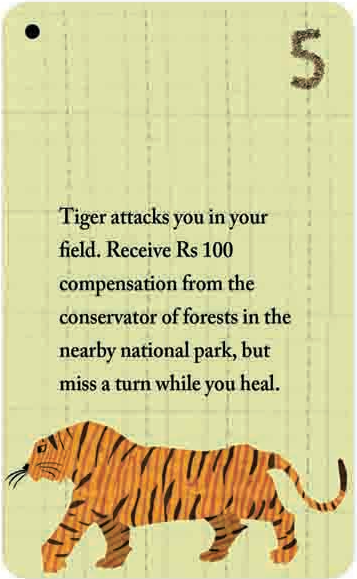 5
Tiger attacks you in your
field. Receive Rs 100
compensation from the
conservator of forests in the
nearby national park, but
miss a turn while you heal.